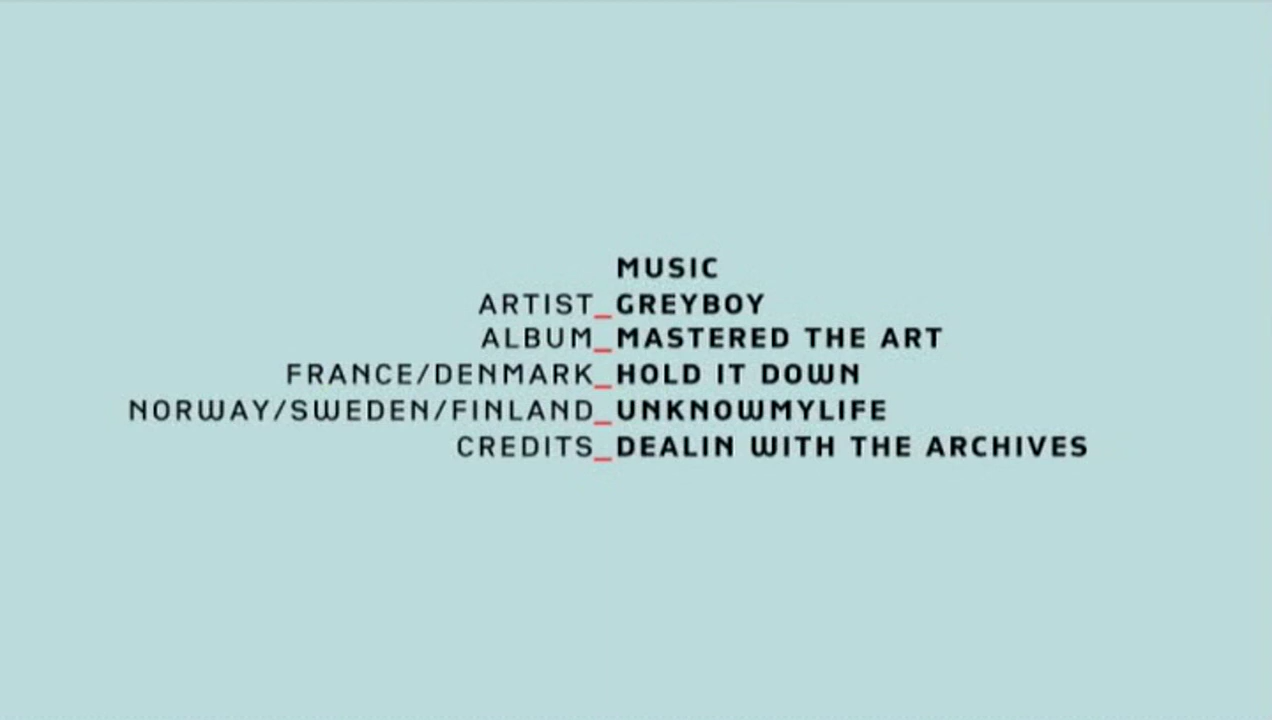 MUSIC
ARTIST_GREYBOY
ALBUM_MASTERED THE ART
FRANCE/DENMARK_HOLD IT DOWN
NORWAY/SWEDEN/FINLAND_UNKNOWMYLIFE
CREDITS_DEALIN WITH THE ARCHIVES